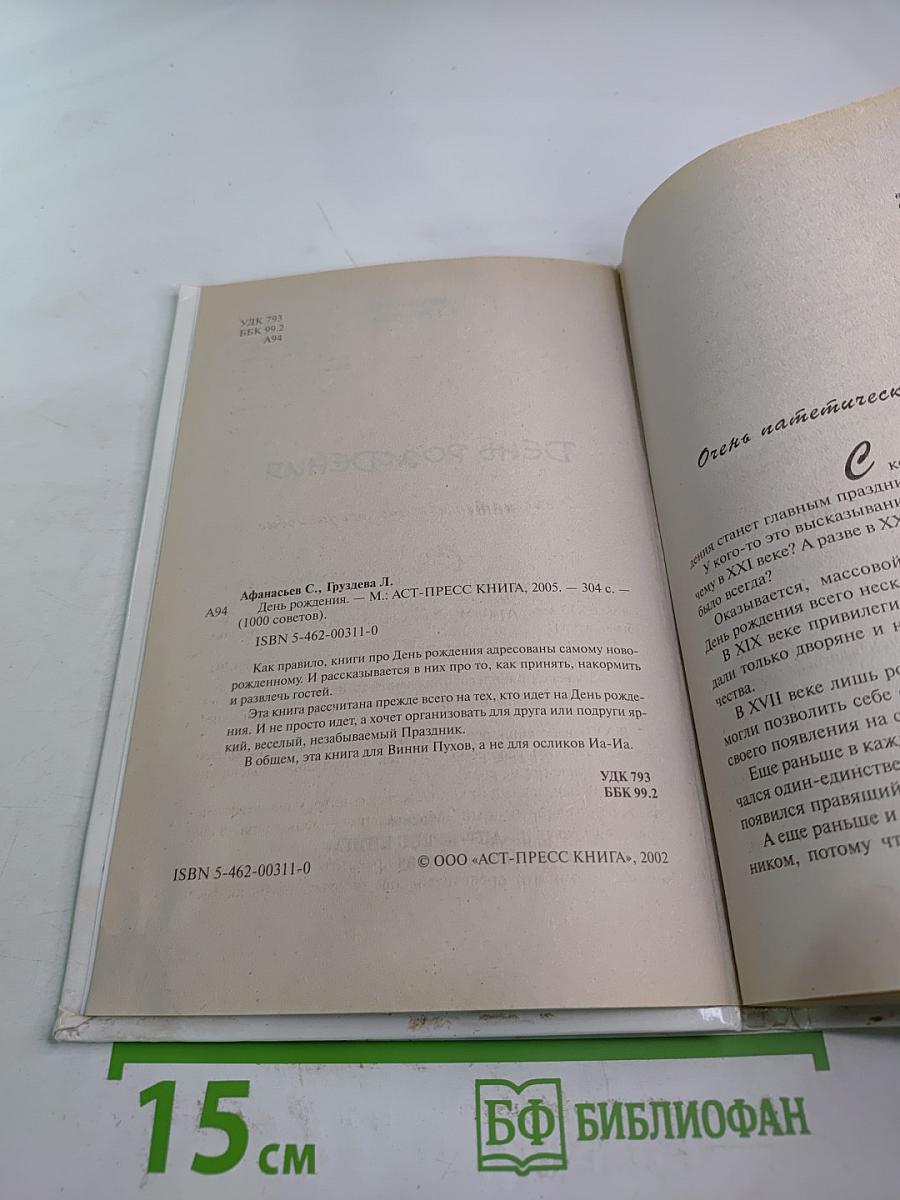 УДК 793
ББК 99.2
А94
ДЕНЬ РОЖДЕНИЯ
Афанасьев С., Груздева Л.
А94 День рождения. — М.: АСТ-ПРЕСС КНИГА, 2005. — 304 с. —
(1000 советов).
ISBN 5-462-00311-0
Как правило, книги про День рождения адресованы самому ново-
рожденному. И рассказывается в них про то, как принять, накормить
и развлечь гостей.
Эта книга рассчитана прежде всего на тех, кто идет на День рожде-
ния. И не просто идет, а хочет организовать для друга или подруги яр-
кий, веселый, незабываемый Праздник.
В общем, эта книга для Винни Пухов, а не для осликов Иа-Иа.
УДК 793
ББК 99.2
ISBN 5-462-00311-0
© ООО «АСТ-ПРЕСС КНИГА», 2002
Очень патетическ
С к
дения станет главным праздни
У кого-то это высказывани
чему в XXI веке? А разве в XX
было всегда?
Оказывается, массовой
День рождения всего неск
В XIX веке привилеги
дали только дворяне и н
чества.
В XVII веке лишь р
могли позволить себе
своего появления на с
Еще раньше в кажд
чался один-единстве
появился правящий
А еще раньше и
ником, потому чт
15 см
БФ БИБЛИОФАН